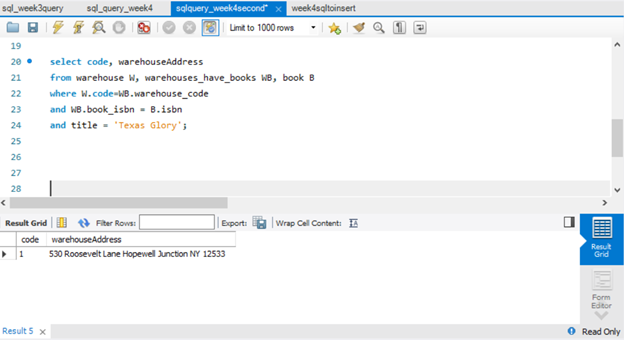 sql_week3query sql_query_week4 sqlquery_week4second* week4sqltoinsert
Limit to 1000 rows
19
20 select code, warehouseAddress
21 from warehouse W, warehouses_have_books WB, book B
22 where W.code=WB.warehouse_code
23 and WB.book_isbn = B.isbn
24 and title = 'Texas Glory';
25
26
27
28
Result Grid Filter Rows: Export: Wrap Cell Content: IA
code warehouseAddress
1 530 Roosevelt Lane Hopewell Junction NY 12533
Result
Grid
Form
Editor
Result 5 Read Only